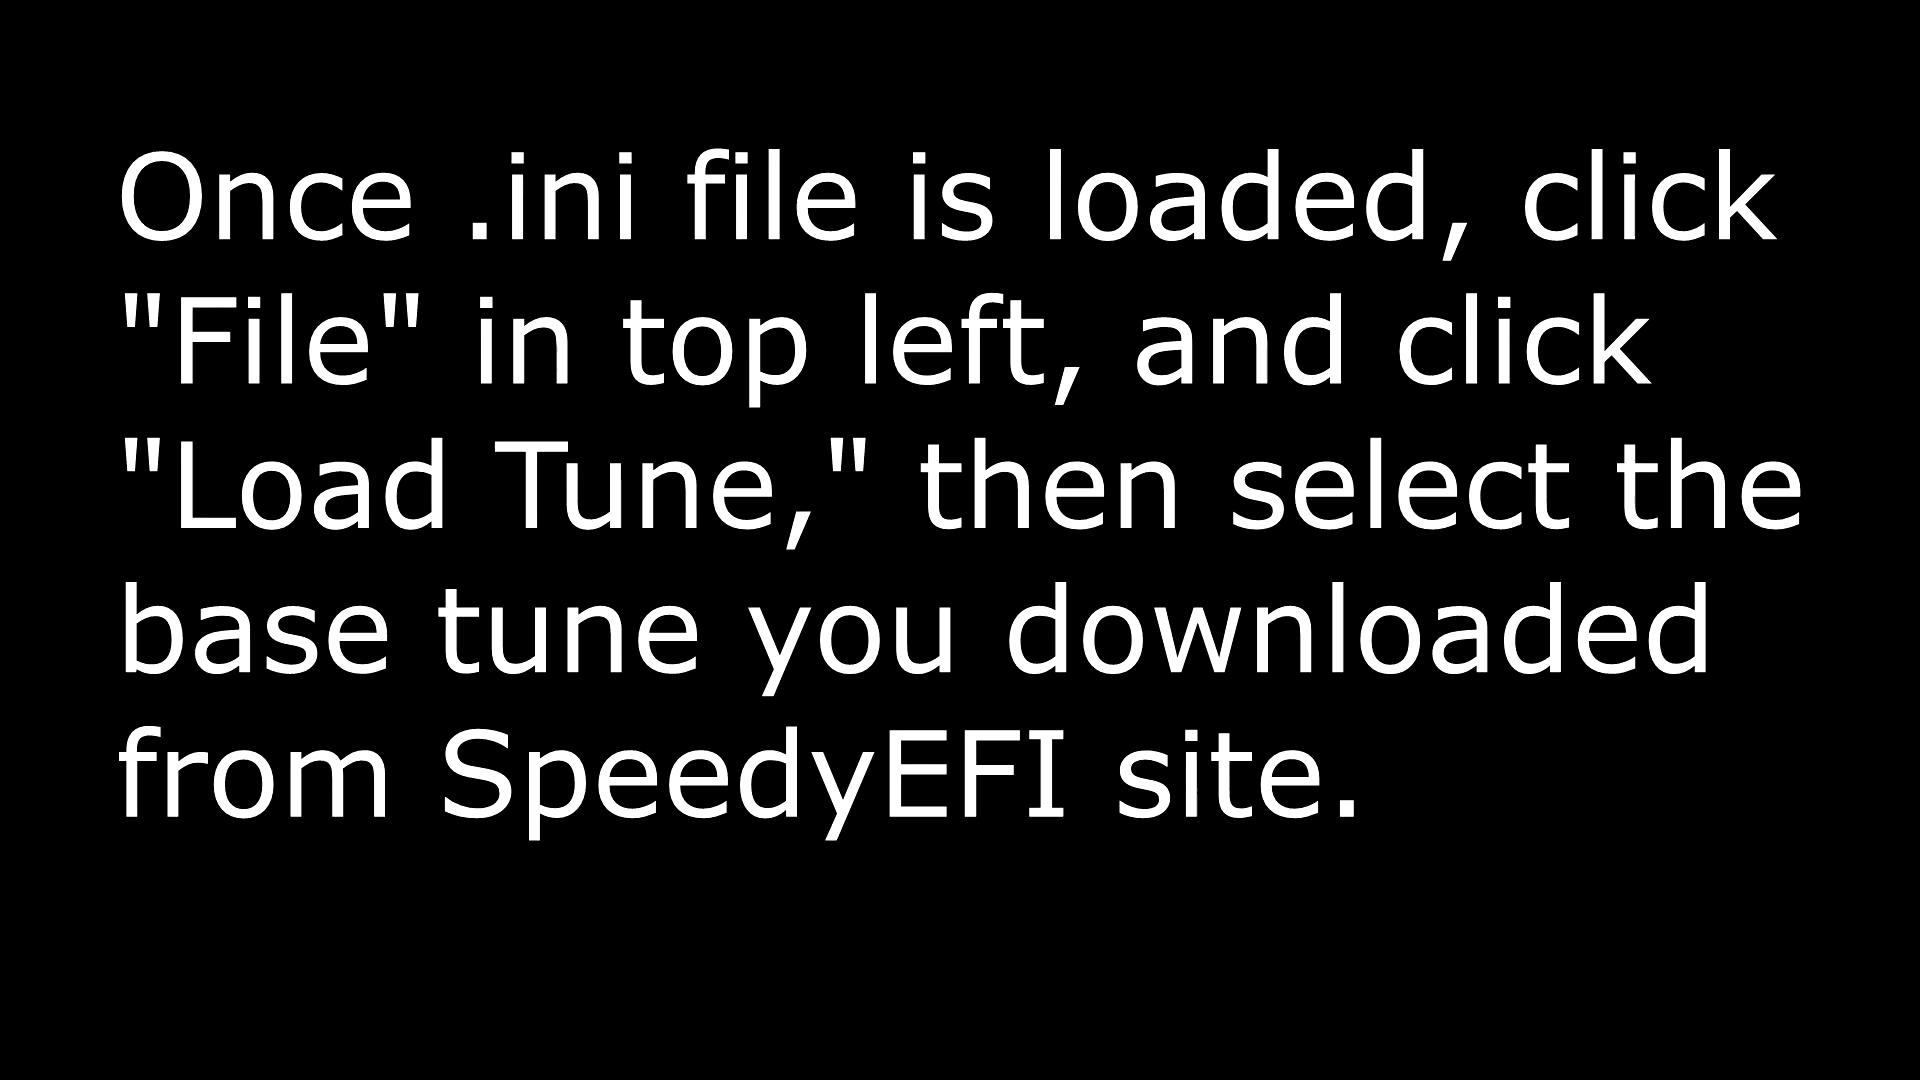 Once .ini file is loaded, click
"File" in top left, and click
"Load Tune," then select the
base tune you downloaded
from SpeedyEFI site.